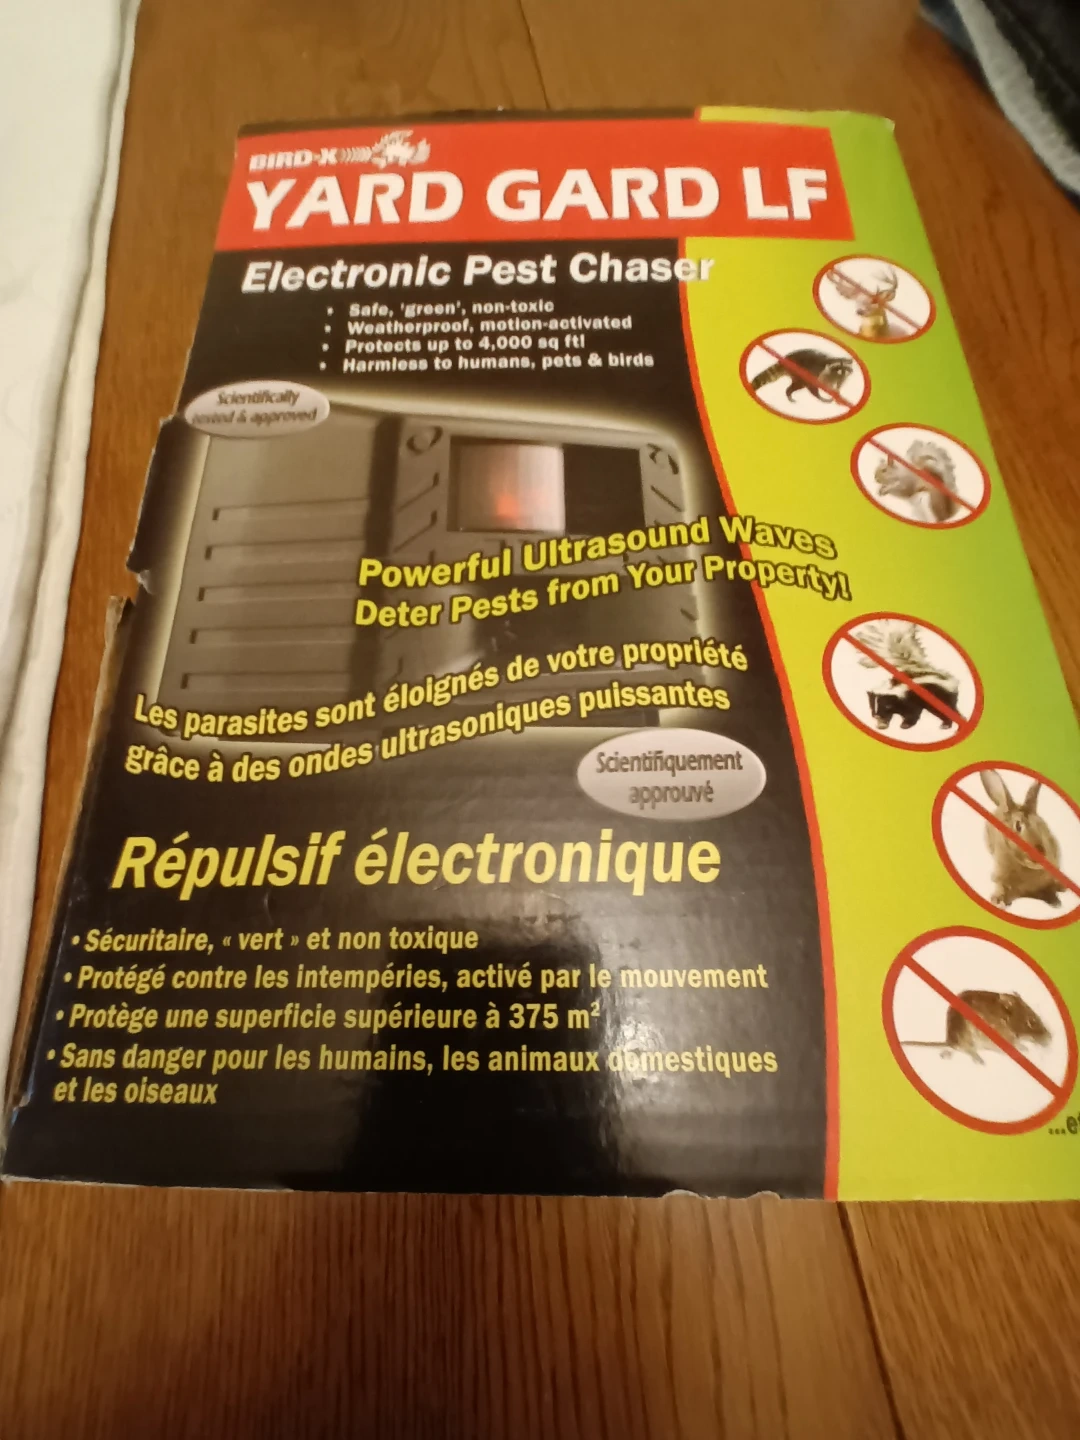 BIRD-X
YARD GARD LF
Electronic Pest Chaser
• Safe, 'green', non-toxic
• Weatherproof, motion-activated
• Protects up to 4,000 sq ft!
• Harmless to humans, pets & birds
Scientifically
tested & approved
Powerful Ultrasound Waves
Deter Pests from Your Property!
Les parasites sont éloignés de votre propriété
grâce à des ondes ultrasoniques puissantes
Scientifiquement
approuvé
Répulsif électronique
• Sécuritaire, « vert » et non toxique
• Protégé contre les intempéries, activé par le mouvement
• Protège une superficie supérieure à 375 m²
• Sans danger pour les humains, les animaux domestiques
et les oiseaux